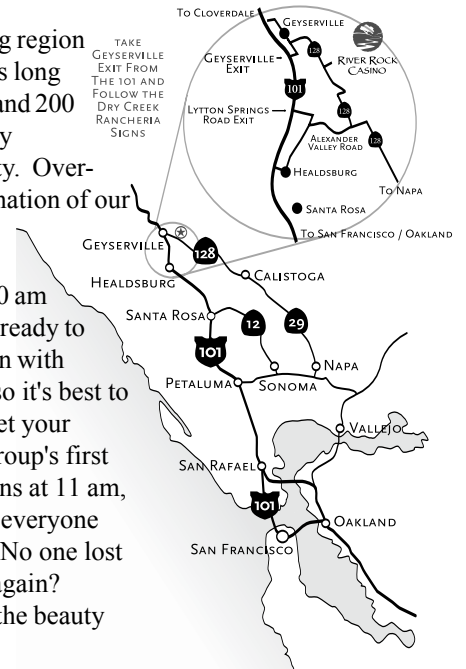 g region
s long
and 200
y
ty. Over-
nation of our
0 am
ready to
n with
so it's best to
et your
roup's first
ns at 11 am,
everyone
No one lost
again?
the beauty
TAKE
GEYSERVILLE
EXIT FROM
THE 101 AND
FOLLOW THE
DRY CREEK
RANCHERIA
SIGNS
TO CLOVERDALE
GEYSERVILLE
128
RIVER ROCK
CASINO
GEYSERVILLE
EXIT
101
128
LYTTON SPRINGS
ROAD EXIT
ALEXANDER
VALLEY ROAD
128
HEALDSBURG
TO NAPA
SANTA ROSA
TO SAN FRANCISCO / OAKLAND
GEYSERVILLE
128
HEALDSBURG
CALISTOGA
SANTA ROSA
12
29
101
NAPA
PETALUMA
SONOMA
VALLEJO
SAN RAFAEL
101
OAKLAND
SAN FRANCISCO